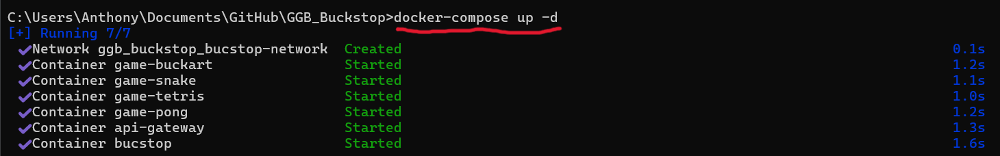 C:\Users\Anthony\Documents\GitHub\GGB_Buckstop>docker-compose up -d
[+] Running 7/7
✔Network ggb_buckstop_bucstop-network Created 0.1s
✔Container game-buckart Started 1.2s
✔Container game-snake Started 1.1s
✔Container game-tetris Started 1.0s
✔Container game-pong Started 1.2s
✔Container api-gateway Started 1.3s
✔Container bucstop Started 1.6s